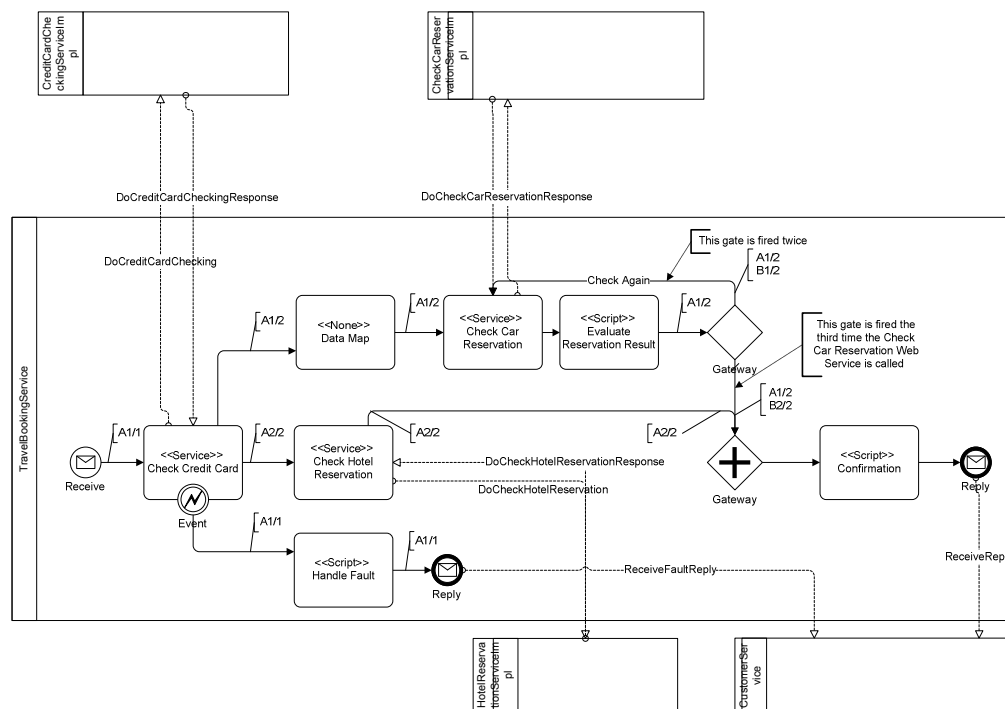 CreditCardChe
ckingServiceIm
pl
CheckCarReser
vationServiceIm
pl
DoCreditCardCheckingResponse
DoCheckCarReservationResponse
TravelBookingService
This gate is fired twice
DoCreditCardChecking
A1/2
B1/2
Check Again
A1/2
<<None>>
Data Map
A1/2
<<Service>>
Check Car
Reservation
<<Script>>
Evaluate
Reservation Result
A1/2
Gateway
This gate is fired the
third time the Check
Car Reservation Web
Service is called
A1/2
B2/2
Receive
A1/1
<<Service>>
Check Credit Card
Event
A2/2
<<Service>>
Check Hotel
Reservation
A2/2
A2/2
DoCheckHotelReservationResponse
DoCheckHotelReservation
Gateway
<<Script>>
Confirmation
Reply
A1/1
<<Script>>
Handle Fault
A1/1
Reply
ReceiveFaultReply
ReceiveRep
HotelReserva
tionServiceIm
pl
CustomerSer
vice